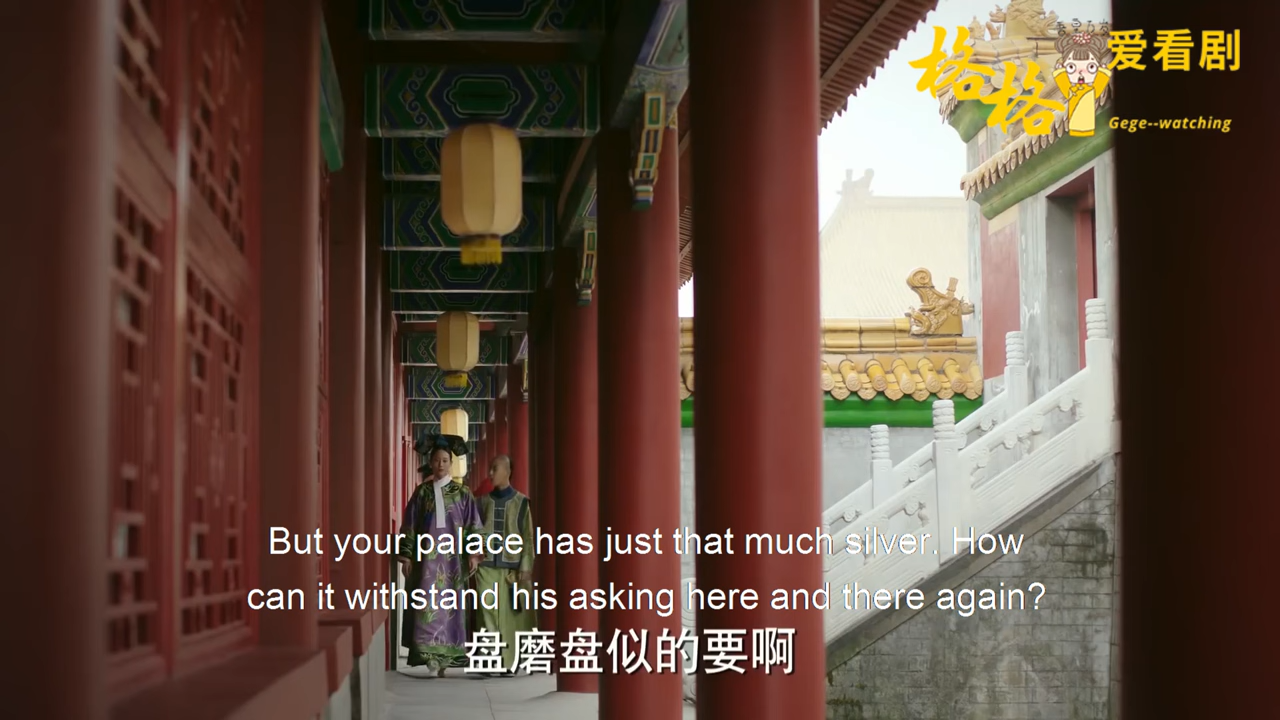 格格
爱看剧
Gege--watching
But your palace has just that much silver. How
can it withstand his asking here and there again?
盘磨盘似的要啊